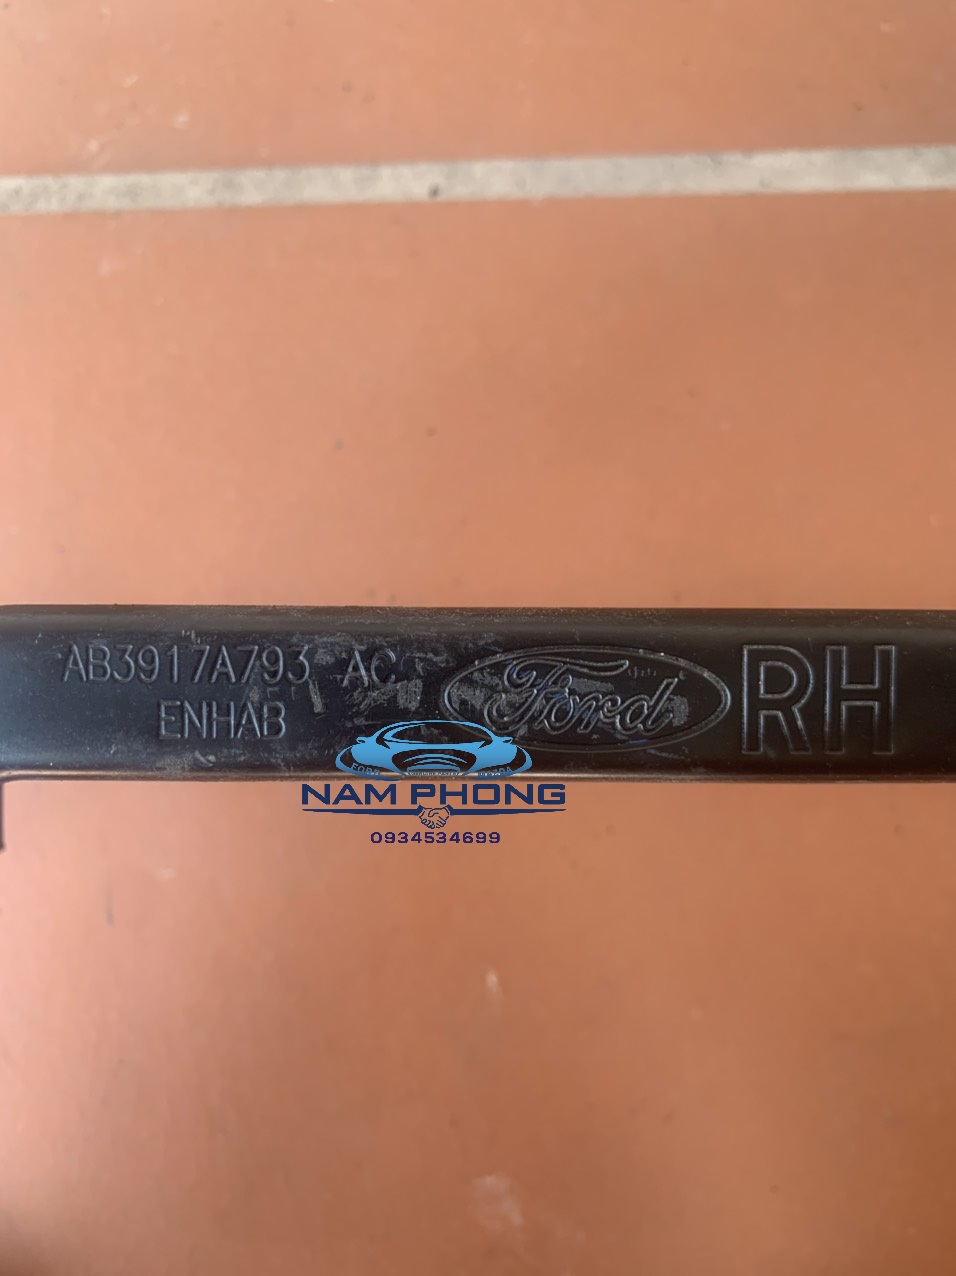 AB3917A793 AC
ENHAB
Ford
RH
NAM PHONG
0934534699